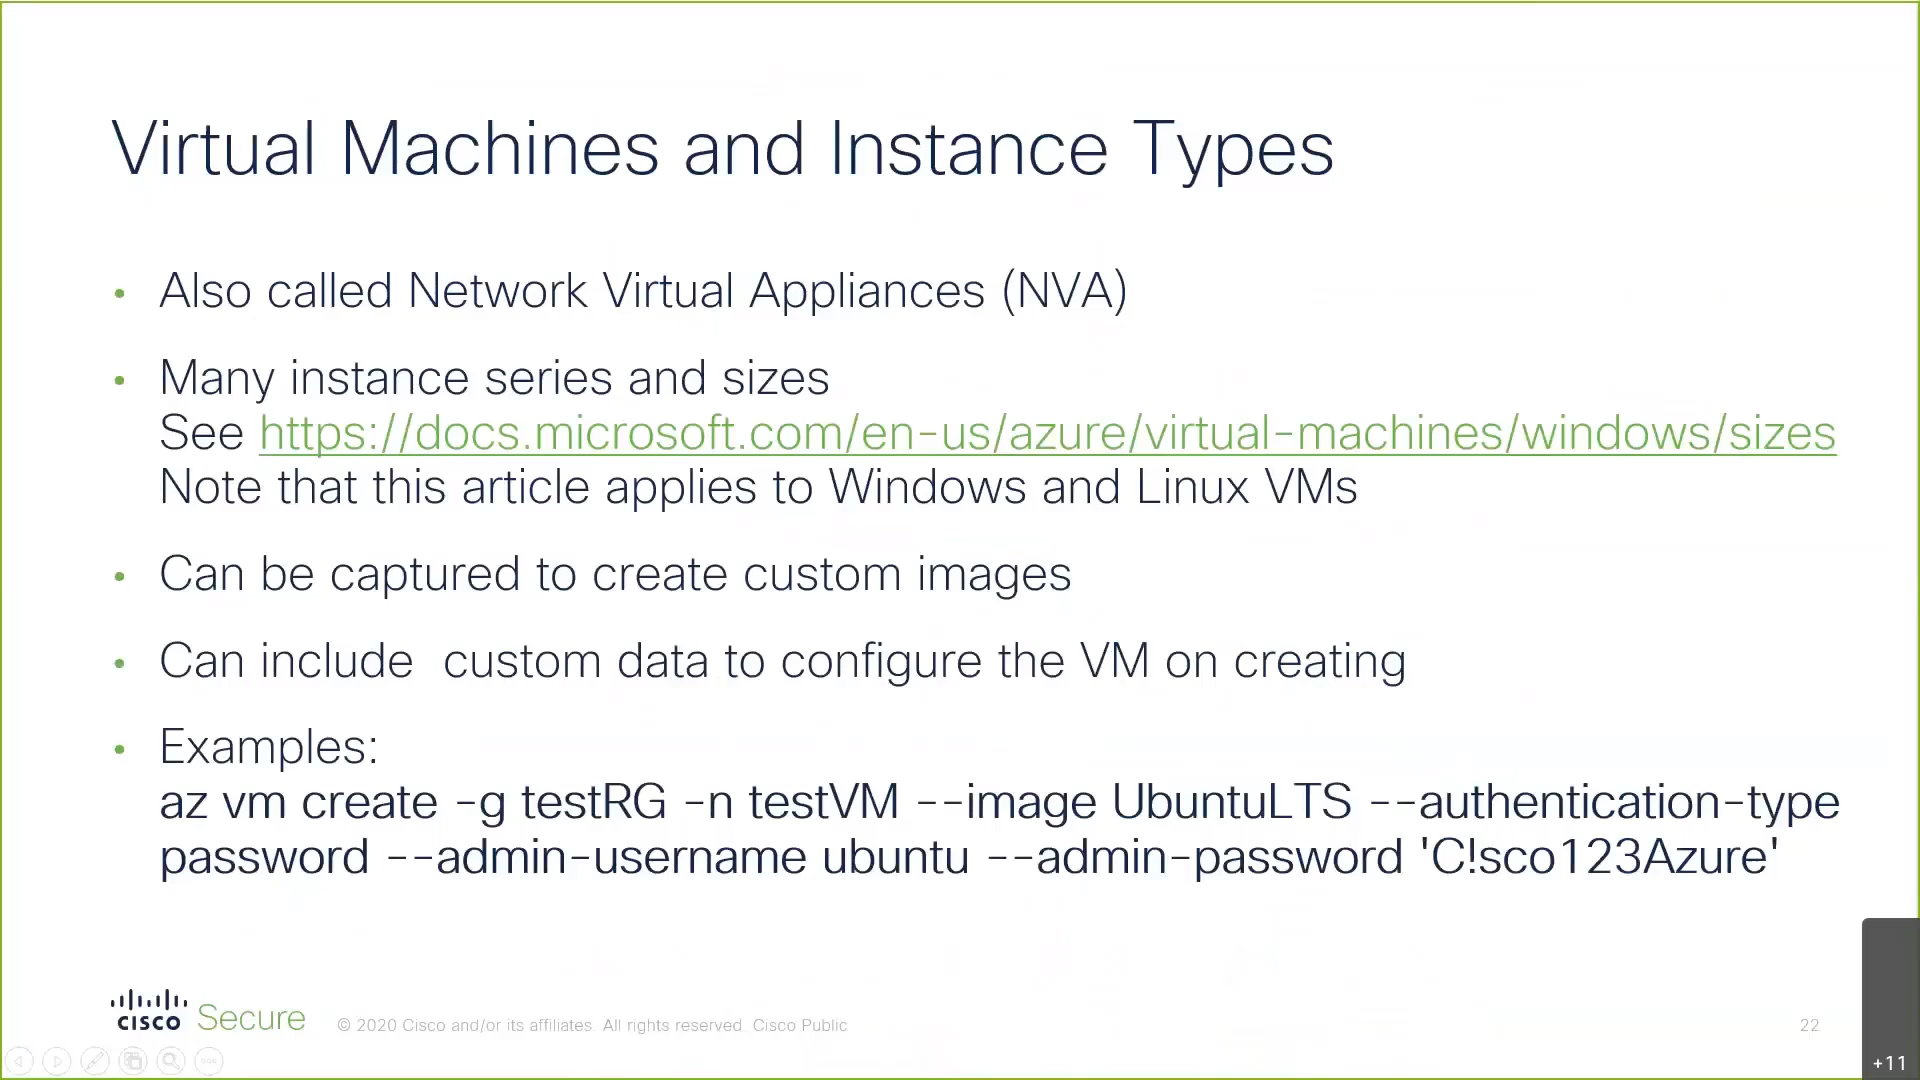 Virtual Machines and Instance Types
• Also called Network Virtual Appliances (NVA)
• Many instance series and sizes
See https://docs.microsoft.com/en-us/azure/virtual-machines/windows/sizes
Note that this article applies to Windows and Linux VMs
• Can be captured to create custom images
• Can include  custom data to configure the VM on creating
• Examples:
az vm create -g testRG -n testVM --image UbuntuLTS --authentication-type
password --admin-username ubuntu --admin-password 'C!sco123Azure'
cisco Secure © 2020 Cisco and/or its affiliates. All rights reserved. Cisco Public 22
+11